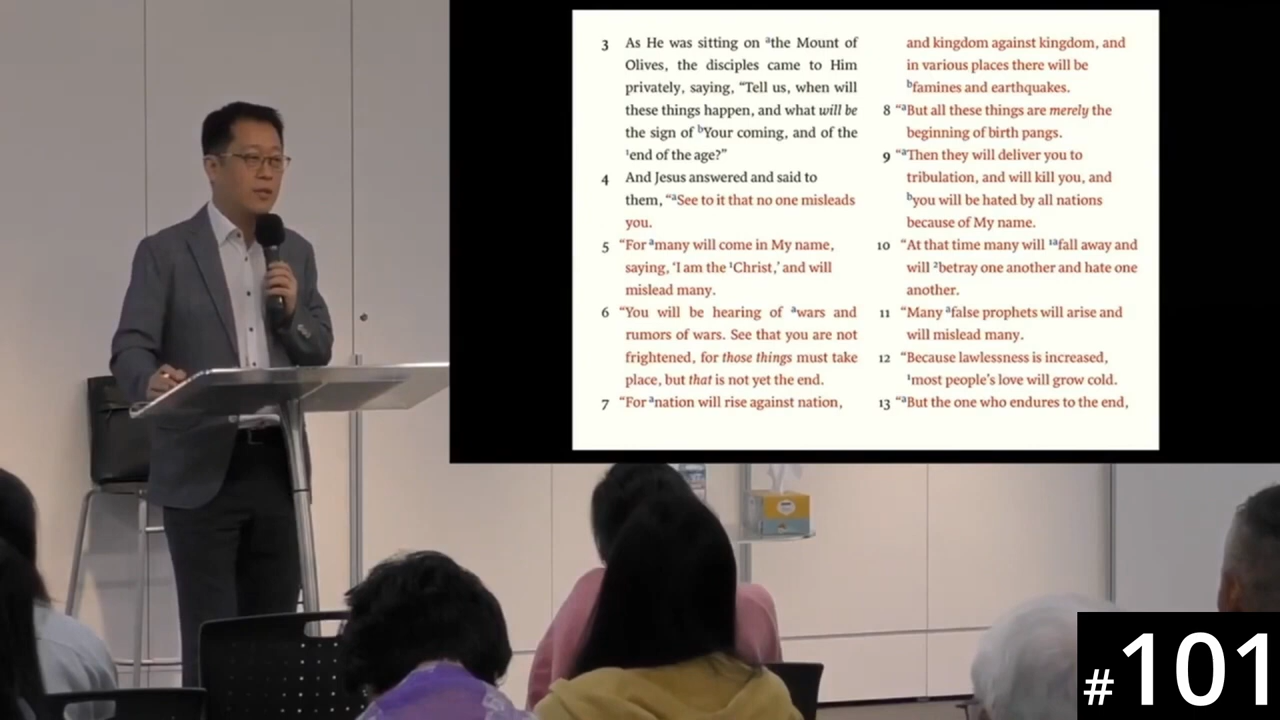 3 As He was sitting on ᵃthe Mount of
Olives, the disciples came to Him
privately, saying, “Tell us, when will
these things happen, and what will be
the sign of ᵇYour coming, and of the
¹end of the age?”
4 And Jesus answered and said to
them, “ᵃSee to it that no one misleads
you.
5 “For ᵃmany will come in My name,
saying, ‘I am the ¹Christ,’ and will
mislead many.
6 “You will be hearing of ᵃwars and
rumors of wars. See that you are not
frightened, for those things must take
place, but that is not yet the end.
7 “For ᵃnation will rise against nation,
and kingdom against kingdom, and
in various places there will be
ᵇfamines and earthquakes.
8 “ᵃBut all these things are merely the
beginning of birth pangs.
9 “ᵃThen they will deliver you to
tribulation, and will kill you, and
ᵇyou will be hated by all nations
because of My name.
10 “At that time many will ¹ᵃfall away and
will ²betray one another and hate one
another.
11 “Many ᵃfalse prophets will arise and
will mislead many.
12 “Because lawlessness is increased,
¹most people’s love will grow cold.
13 “ᵃBut the one who endures to the end,
#101